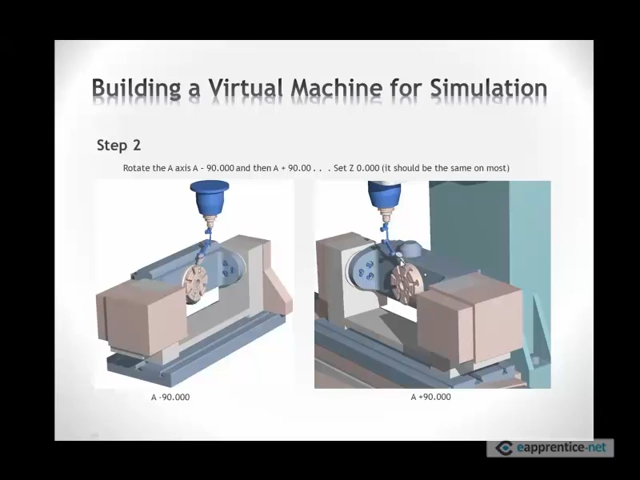 Building a Virtual Machine for Simulation
Step 2
Rotate the A axis A – 90.000 and then A + 90.00 . . . Set Z 0.000 (it should be the same on most)
A -90.000
A +90.000
eapprentice.net